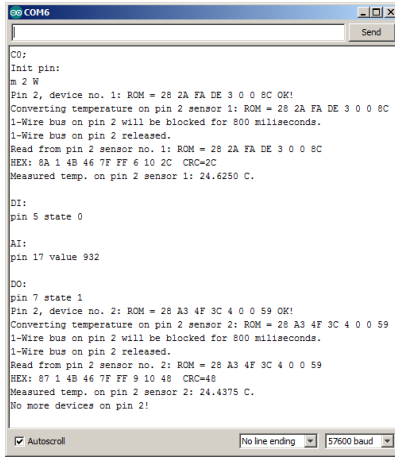 COM6
Send
C0;
Init pin:
m 2 W
Pin 2, device no. 1: ROM = 28 2A FA DE 3 0 0 8C OK!
Converting temperature on pin 2 sensor 1: ROM = 28 2A FA DE 3 0 0 8C
1-Wire bus on pin 2 will be blocked for 800 miliseconds.
1-Wire bus on pin 2 released.
Read from pin 2 sensor no. 1: ROM = 28 2A FA DE 3 0 0 8C
HEX: 8A 1 4B 46 7F FF 6 10 2C  CRC=2C
Measured temp. on pin 2 sensor 1: 24.6250 C.
DI:
pin 5 state 0
AI:
pin 17 value 932
DO:
pin 7 state 1
Pin 2, device no. 2: ROM = 28 A3 4F 3C 4 0 0 59 OK!
Converting temperature on pin 2 sensor 2: ROM = 28 A3 4F 3C 4 0 0 59
1-Wire bus on pin 2 will be blocked for 800 miliseconds.
1-Wire bus on pin 2 released.
Read from pin 2 sensor no. 2: ROM = 28 A3 4F 3C 4 0 0 59
HEX: 87 1 4B 46 7F FF 9 10 48  CRC=48
Measured temp. on pin 2 sensor 2: 24.4375 C.
No more devices on pin 2!
Autoscroll
No line ending
57600 baud